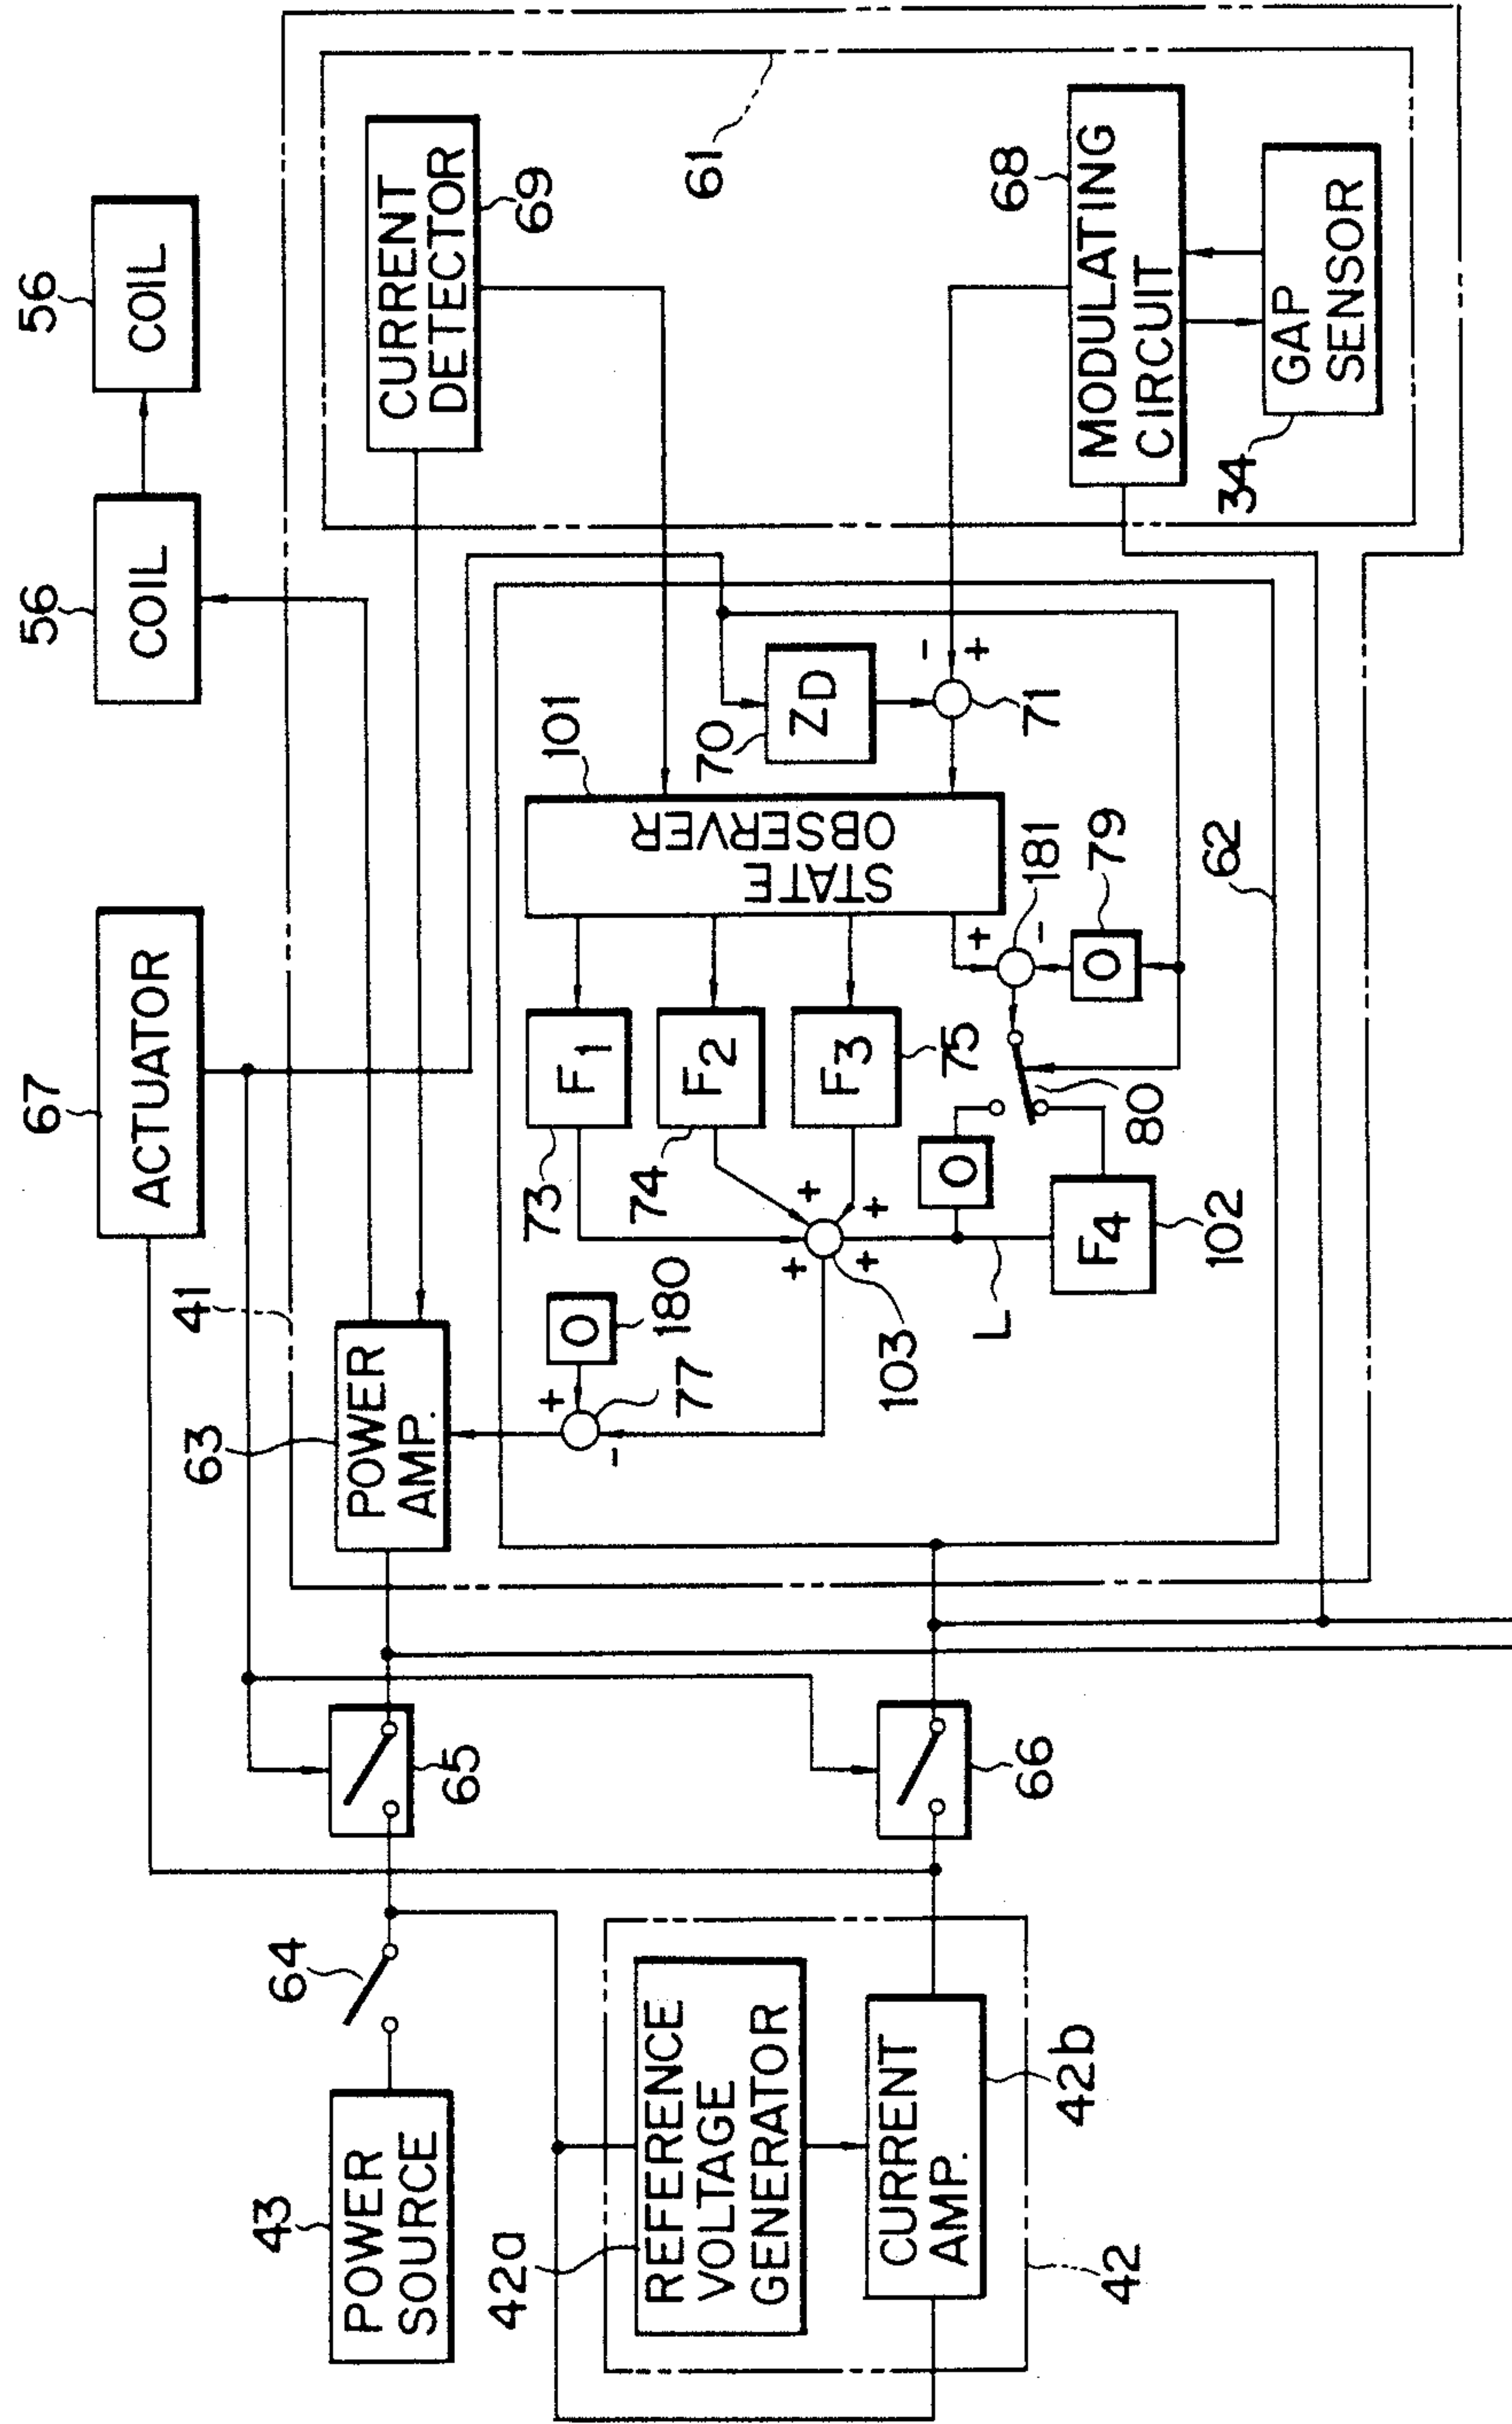 56
COIL
56
COIL
67
ACTUATOR
41
63
POWER
AMP.
CURRENT
DETECTOR
69
61
68
MODULATING
CIRCUIT
GAP
SENSOR
34
101
STATE
OBSERVER
70
ZD
-
+
71
F1
73
F2
74
F3
75
+
-
181
0
79
62
80
0
F4
102
L
+
+
+
+
103
0
180
+
-
77
64
65
66
43
POWER
SOURCE
42a
REFERENCE
VOLTAGE
GENERATOR
CURRENT
AMP.
42b
42